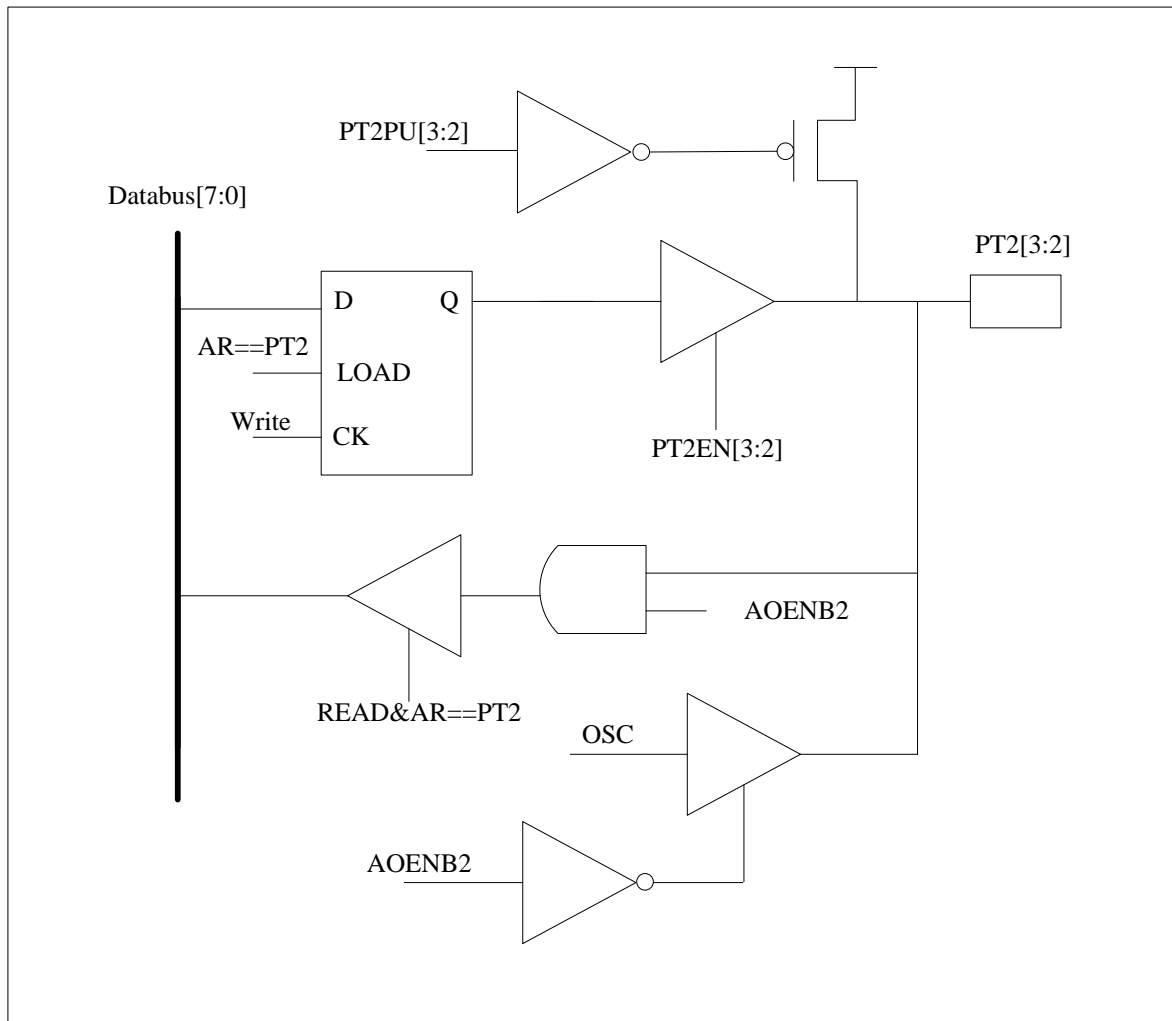 PT2PU[3:2]
Databus[7:0]
PT2[3:2]
D
Q
AR==PT2
LOAD
Write
CK
PT2EN[3:2]
AOENB2
READ&AR==PT2
OSC
AOENB2